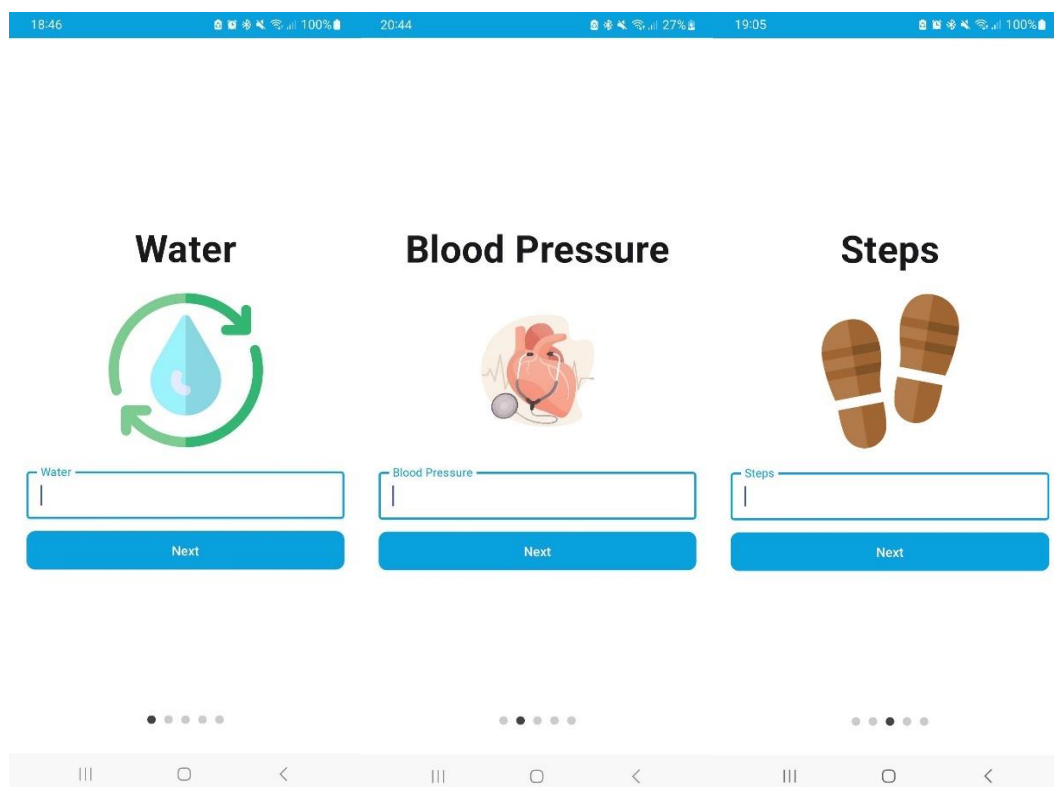 18:46 100%
Water
Water
Next
20:44 27%
Blood Pressure
Blood Pressure
Next
19:05 100%
Steps
Steps
Next